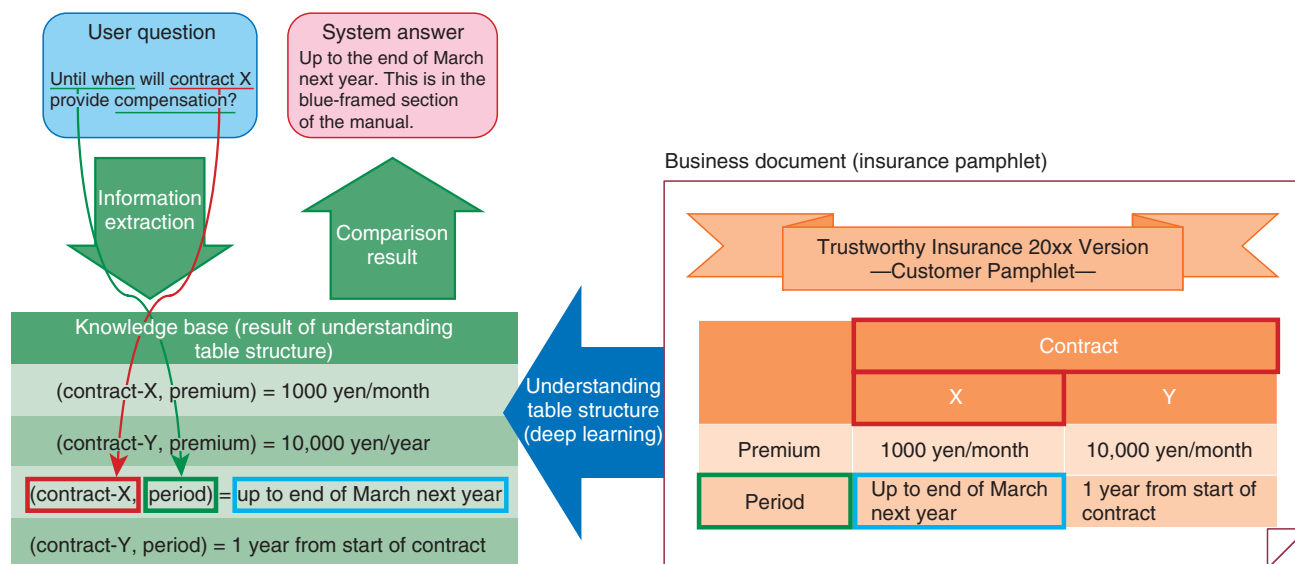 User question
Until when will contract X
provide compensation?
System answer
Up to the end of March
next year. This is in the
blue-framed section
of the manual.
Information
extraction
Comparison
result
Knowledge base (result of understanding
table structure)
(contract-X, premium) = 1000 yen/month
(contract-Y, premium) = 10,000 yen/year
(contract-X, period) = up to end of March next year
(contract-Y, period) = 1 year from start of contract
Understanding
table structure
(deep learning)
Business document (insurance pamphlet)
Trustworthy Insurance 20xx Version
—Customer Pamphlet—
Contract
X Y
Premium 1000 yen/month 10,000 yen/month
Period
Up to end of March
next year
1 year from start of
contract